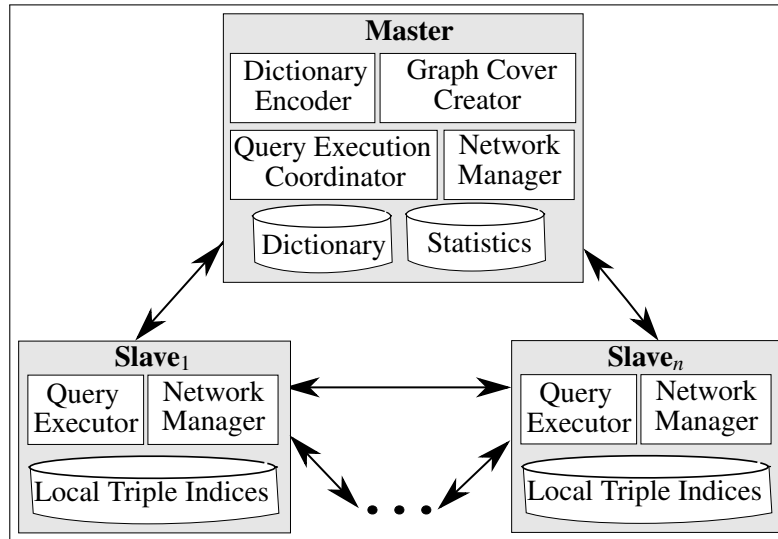 Master
Dictionary Encoder
Graph Cover Creator
Query Execution Coordinator
Network Manager
Dictionary
Statistics
Slave1
Query Executor
Network Manager
Local Triple Indices
Slaven
Query Executor
Network Manager
Local Triple Indices